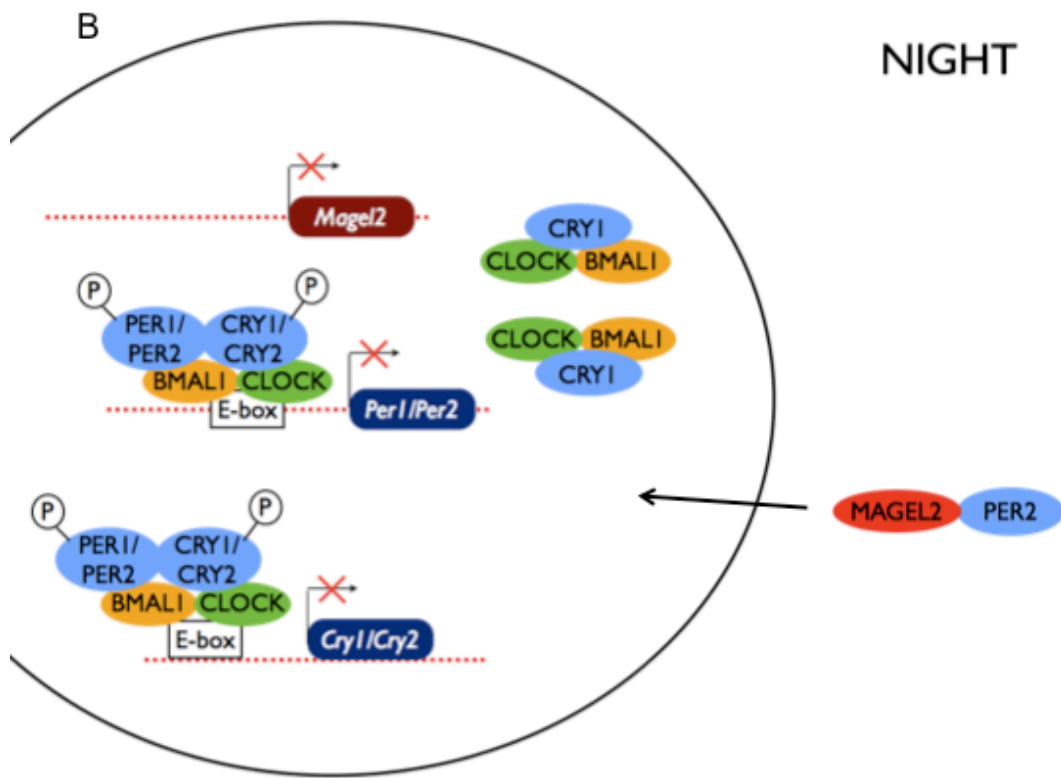 B
NIGHT
Magel2
CRY1
CLOCK BMAL1
P
P
PER1/
PER2
CRY1/
CRY2
BMAL1 CLOCK
E-box
Per1/Per2
CLOCK BMAL1
CRY1
MAGEL2 PER2
P
P
PER1/
PER2
CRY1/
CRY2
BMAL1 CLOCK
E-box
Cry1/Cry2